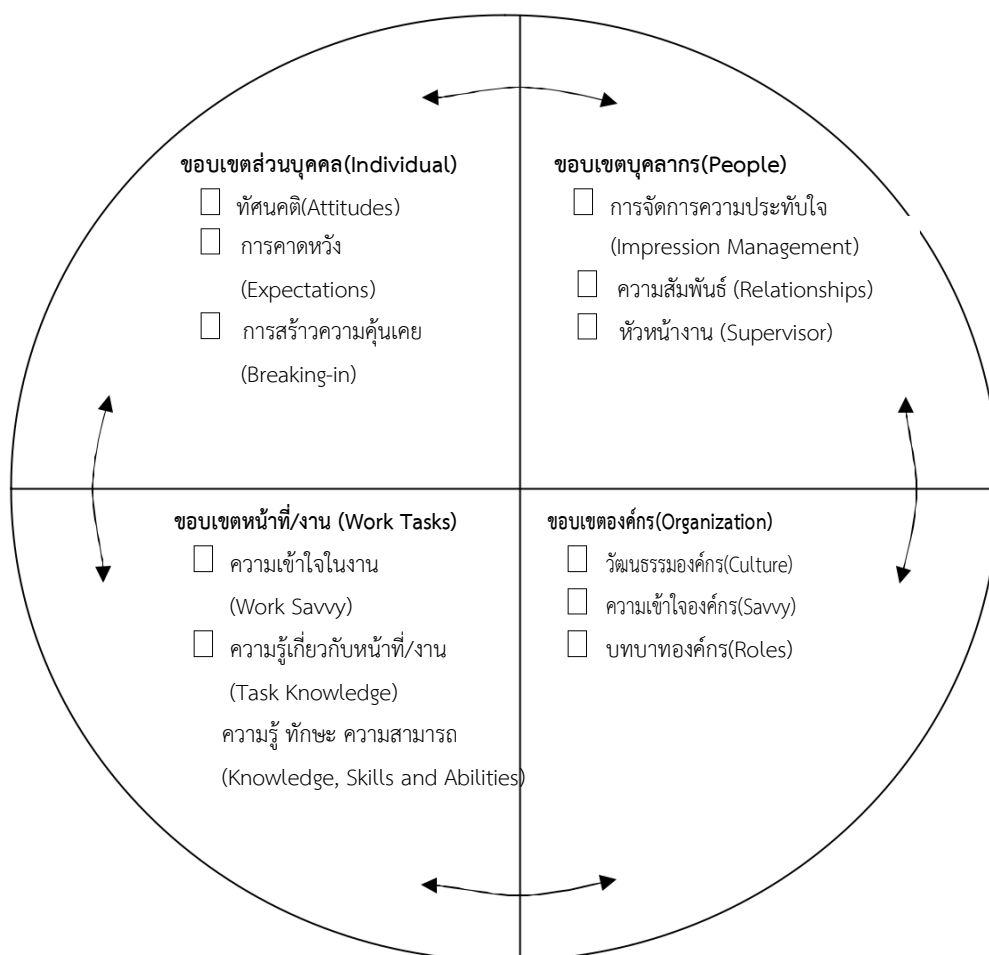 ขอบเขตส่วนบุคคล(Individual)
ทัศนคติ(Attitudes)
การคาดหวัง
(Expectations)
การสร้าวความคุ้นเคย
(Breaking-in)
ขอบเขตบุคลากร(People)
การจัดการความประทับใจ
(Impression Management)
ความสัมพันธ์ (Relationships)
หัวหน้างาน (Supervisor)
ขอบเขตหน้าที่/งาน (Work Tasks)
ความเข้าใจในงาน
(Work Savvy)
ความรู้เกี่ยวกับหน้าที่/งาน
(Task Knowledge)
ความรู้ ทักษะ ความสามารถ
(Knowledge, Skills and Abilities)
ขอบเขตองค์กร(Organization)
วัฒนธรรมองค์กร(Culture)
ความเข้าใจองค์กร(Savvy)
บทบาทองค์กร(Roles)